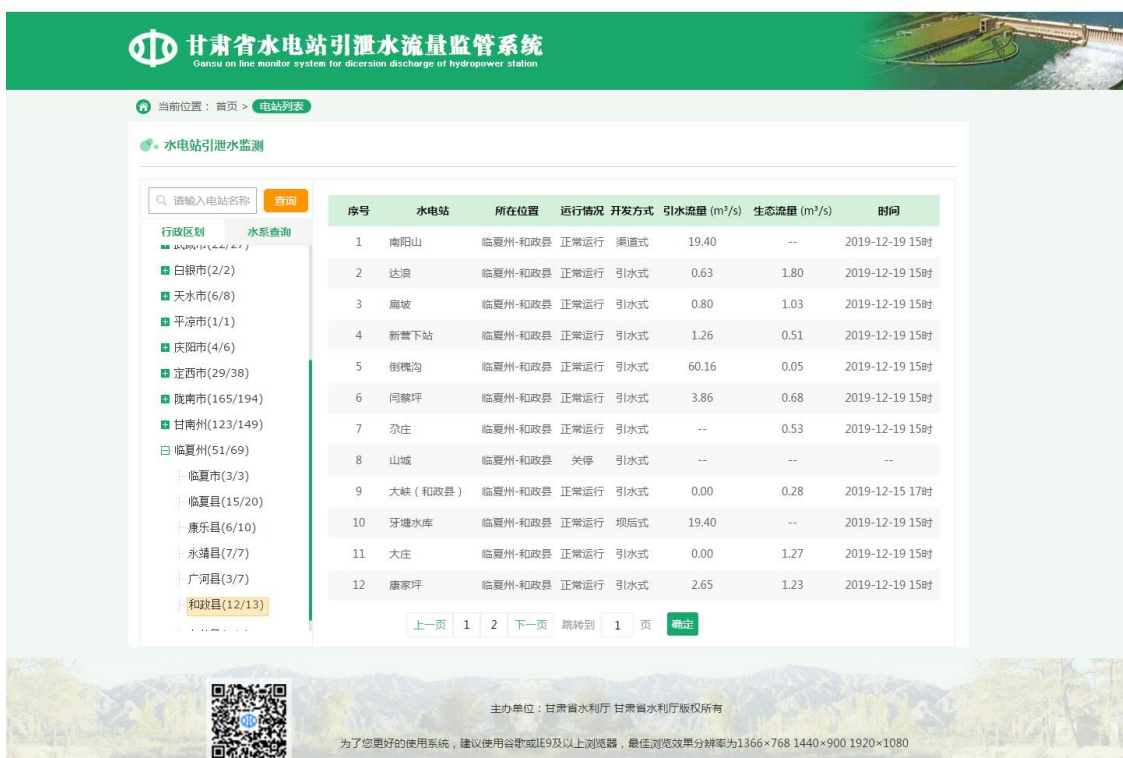 甘肃省水电站引泄水流量监管系统
Gansu on line monitor system for dicersion discharge of hydropower station
当前位置： 首页 > 电站列表
水电站引泄水监测
请输入电站名称 查询
行政区划 水系查询
武威市(22/27)
白银市(2/2)
天水市(6/8)
平凉市(1/1)
庆阳市(4/6)
定西市(29/38)
陇南市(165/194)
甘南州(123/149)
临夏州(51/69)
临夏市(3/3)
临夏县(15/20)
康乐县(6/10)
永靖县(7/7)
广河县(3/7)
和政县(12/13)
序号 水电站 所在位置 运行情况 开发方式 引水流量 (m³/s) 生态流量 (m³/s) 时间
1 南阳山 临夏州-和政县 正常运行 渠道式 19.40 -- 2019-12-19 15时
2 达浪 临夏州-和政县 正常运行 引水式 0.63 1.80 2019-12-19 15时
3 扁坡 临夏州-和政县 正常运行 引水式 0.80 1.03 2019-12-19 15时
4 新营下站 临夏州-和政县 正常运行 引水式 1.26 0.51 2019-12-19 15时
5 倒槐沟 临夏州-和政县 正常运行 引水式 60.16 0.05 2019-12-19 15时
6 闫蔡坪 临夏州-和政县 正常运行 引水式 3.86 0.68 2019-12-19 15时
7 尕庄 临夏州-和政县 正常运行 引水式 -- 0.53 2019-12-19 15时
8 山城 临夏州-和政县 关停 引水式 -- -- --
9 大峡（和政县） 临夏州-和政县 正常运行 引水式 0.00 0.28 2019-12-15 17时
10 牙塘水库 临夏州-和政县 正常运行 坝后式 19.40 -- 2019-12-19 15时
11 大庄 临夏州-和政县 正常运行 引水式 0.00 1.27 2019-12-19 15时
12 唐家坪 临夏州-和政县 正常运行 引水式 2.65 1.23 2019-12-19 15时
上一页 1 2 下一页 跳转到 1 页 确定
主办单位：甘肃省水利厅 甘肃省水利厅版权所有
为了您更好的使用系统，建议使用谷歌或IE9及以上浏览器，最佳浏览效果分辨率为1366×768 1440×900 1920×1080